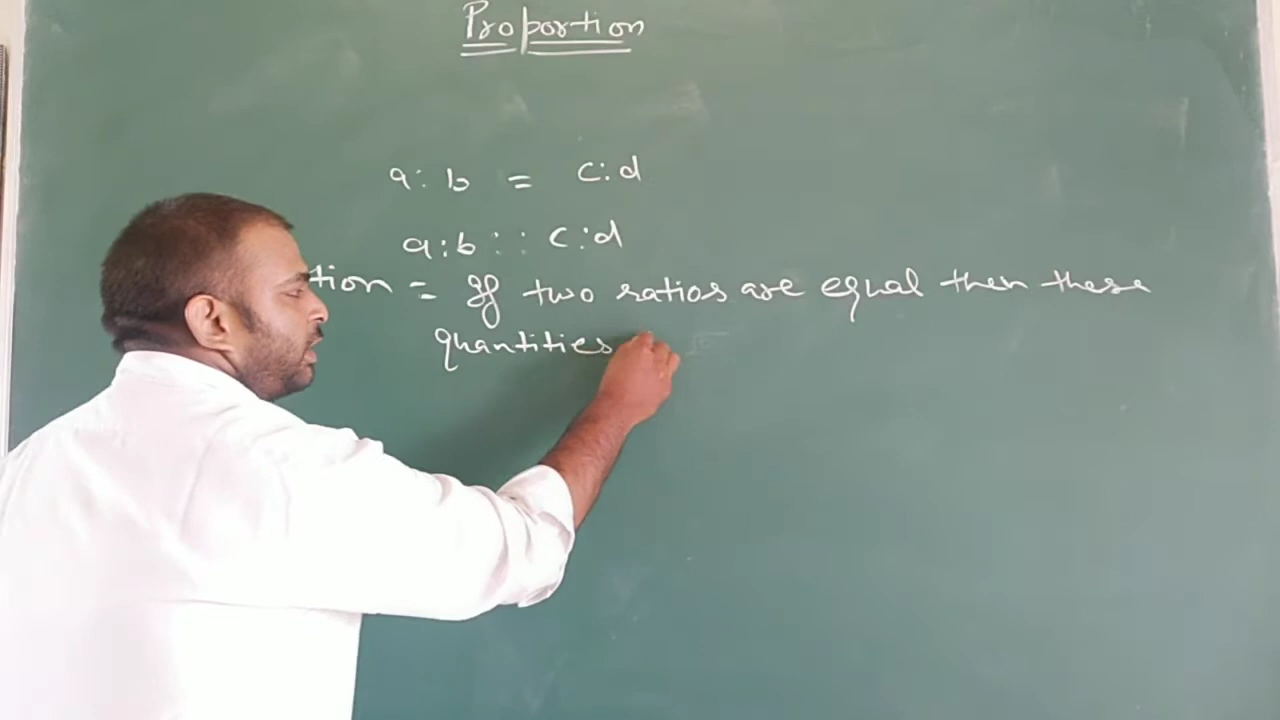 Proportion
a:b = c:d
a:b :: c:d
tion = If two ratios are equal then these
quantities